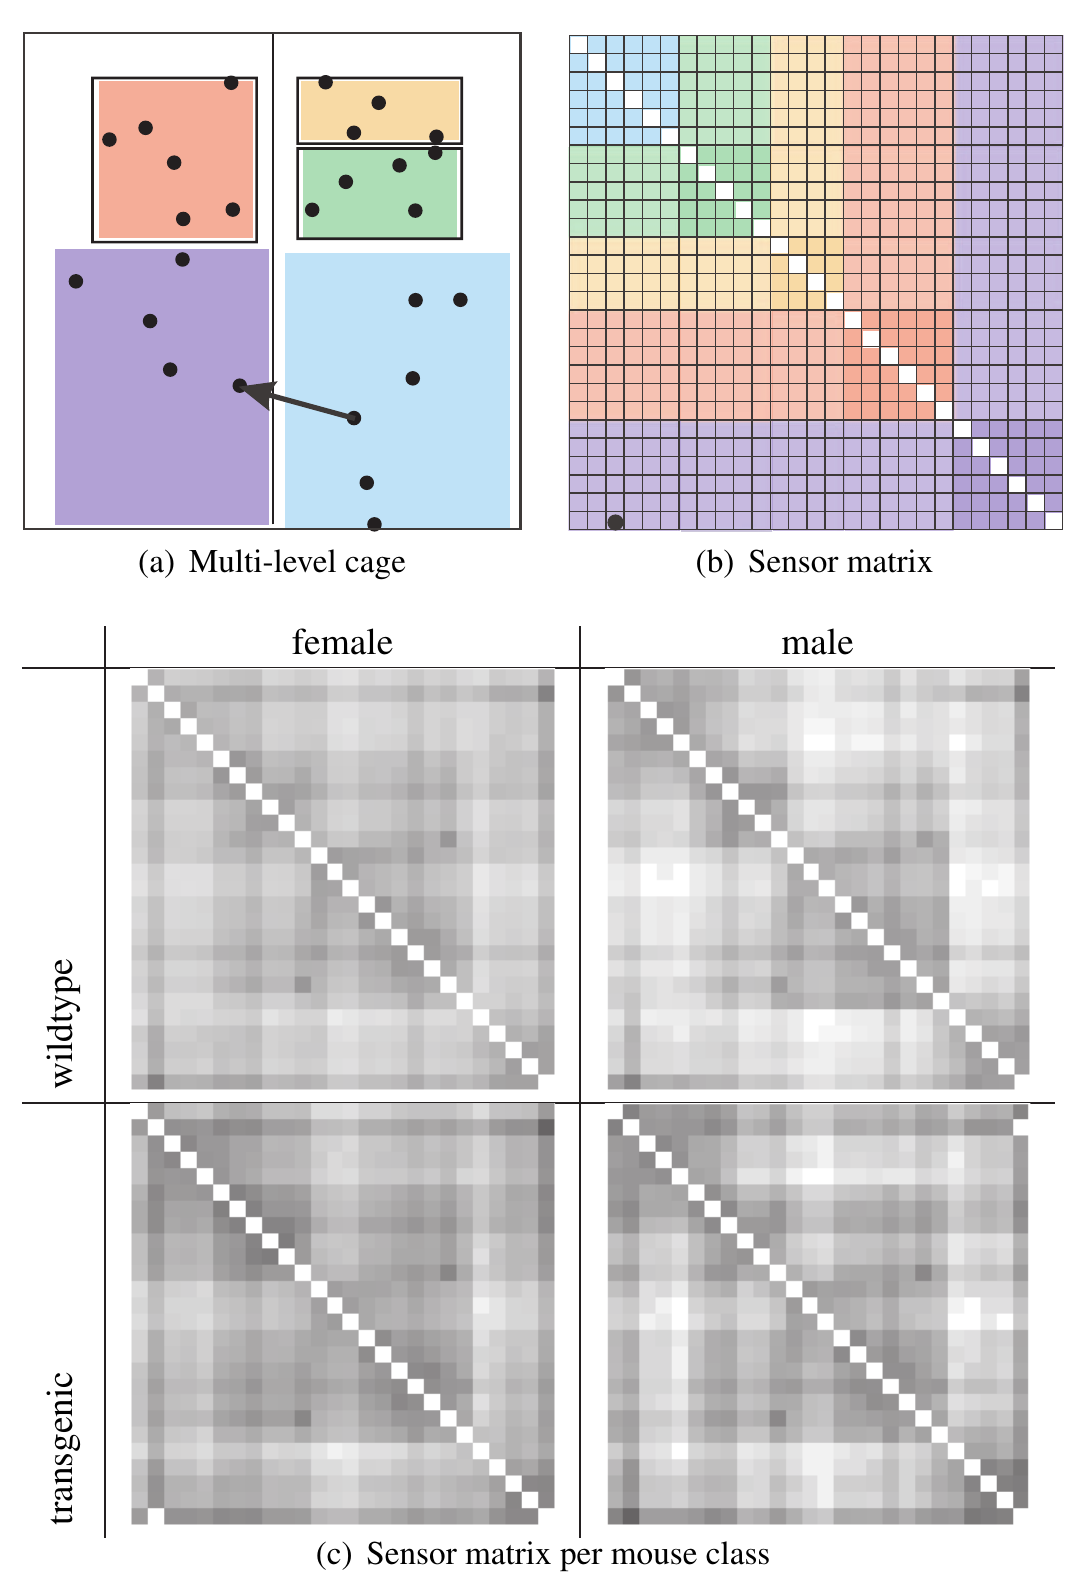 (a) Multi-level cage
(b) Sensor matrix
female
male
wildtype
transgenic
(c) Sensor matrix per mouse class